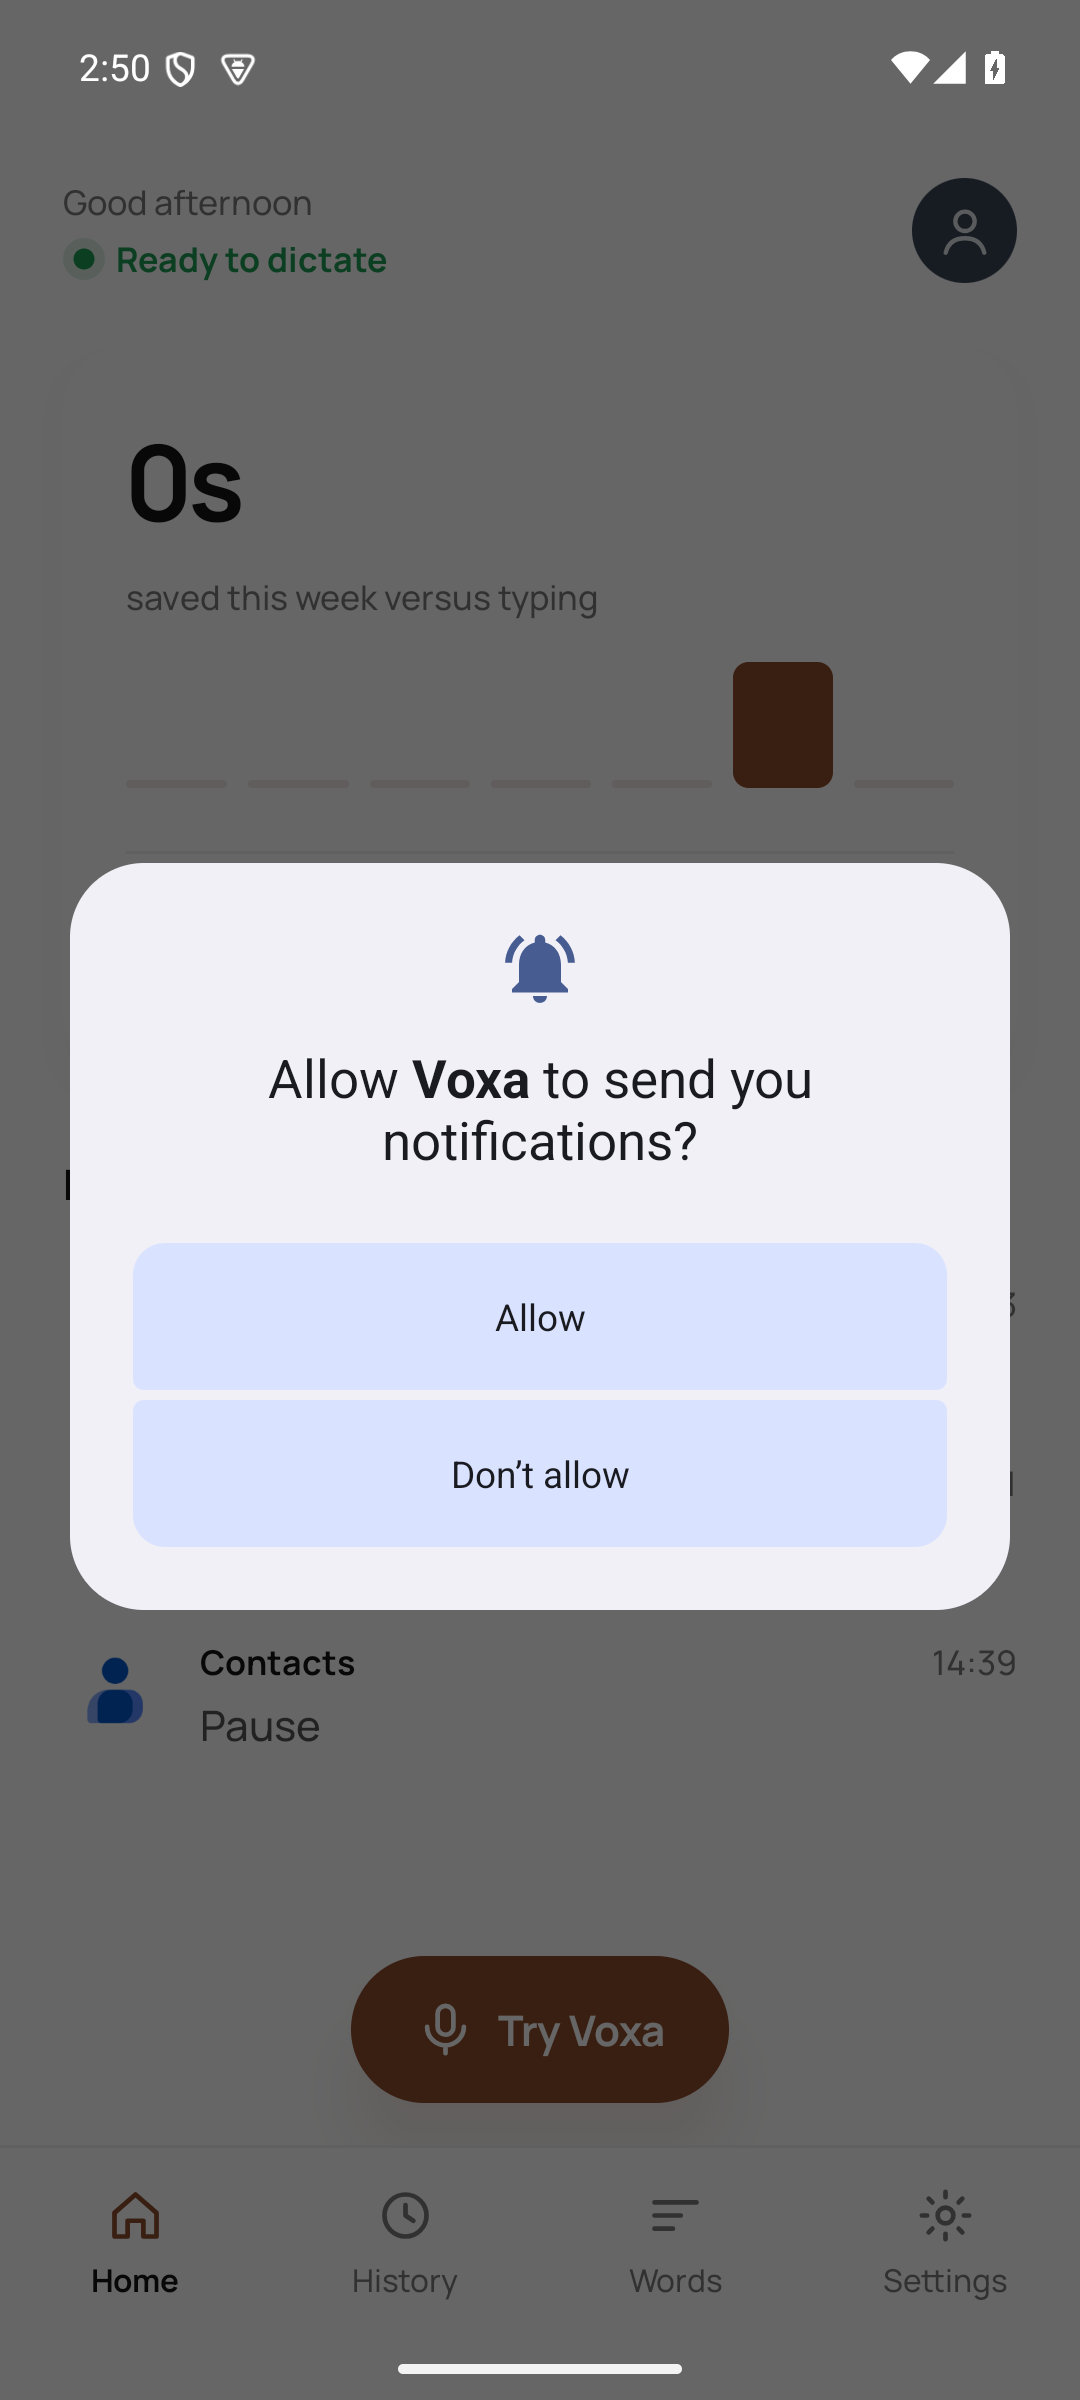 2:50
Good afternoon
Ready to dictate
0s
saved this week versus typing
Allow Voxa to send you
notifications?
Allow
Don’t allow
Contacts
14:39
Pause
Try Voxa
Home
History
Words
Settings